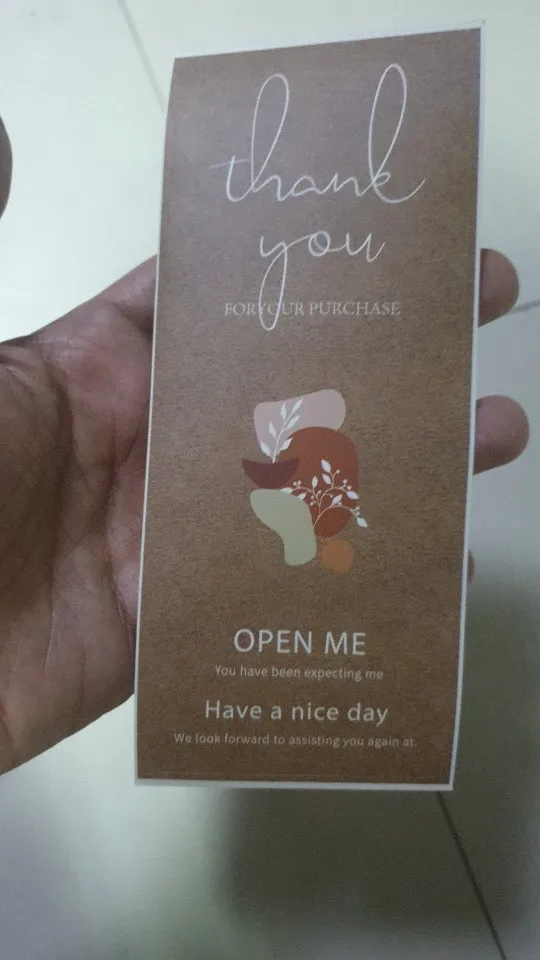 thank
you
FORYOUR PURCHASE
OPEN ME
You have been expecting me
Have a nice day
We look forward to assisting you again at.